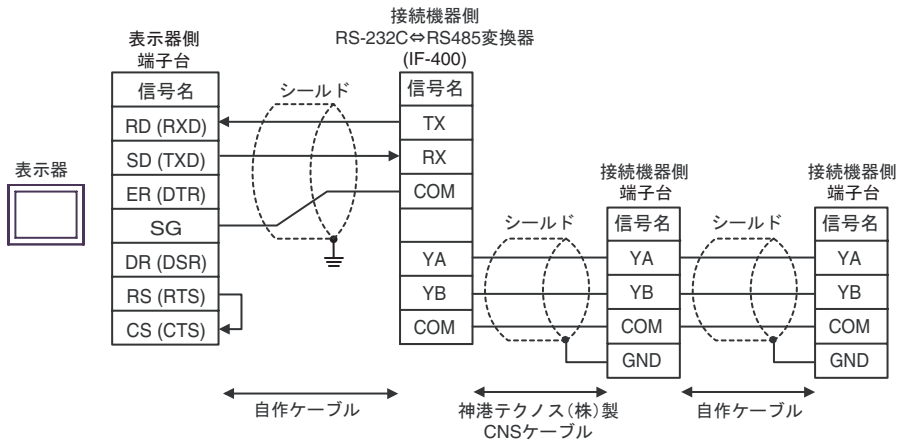 接続機器側
RS-232C⇔RS485変換器
(IF-400)
表示器側
端子台
信号名
RD (RXD)
SD (TXD)
ER (DTR)
SG
DR (DSR)
RS (RTS)
CS (CTS)
シールド
信号名
TX
RX
COM
YA
YB
COM
表示器
シールド
接続機器側
端子台
信号名
YA
YB
COM
GND
シールド
接続機器側
端子台
信号名
YA
YB
COM
GND
自作ケーブル
神港テクノス(株)製
CNSケーブル
自作ケーブル